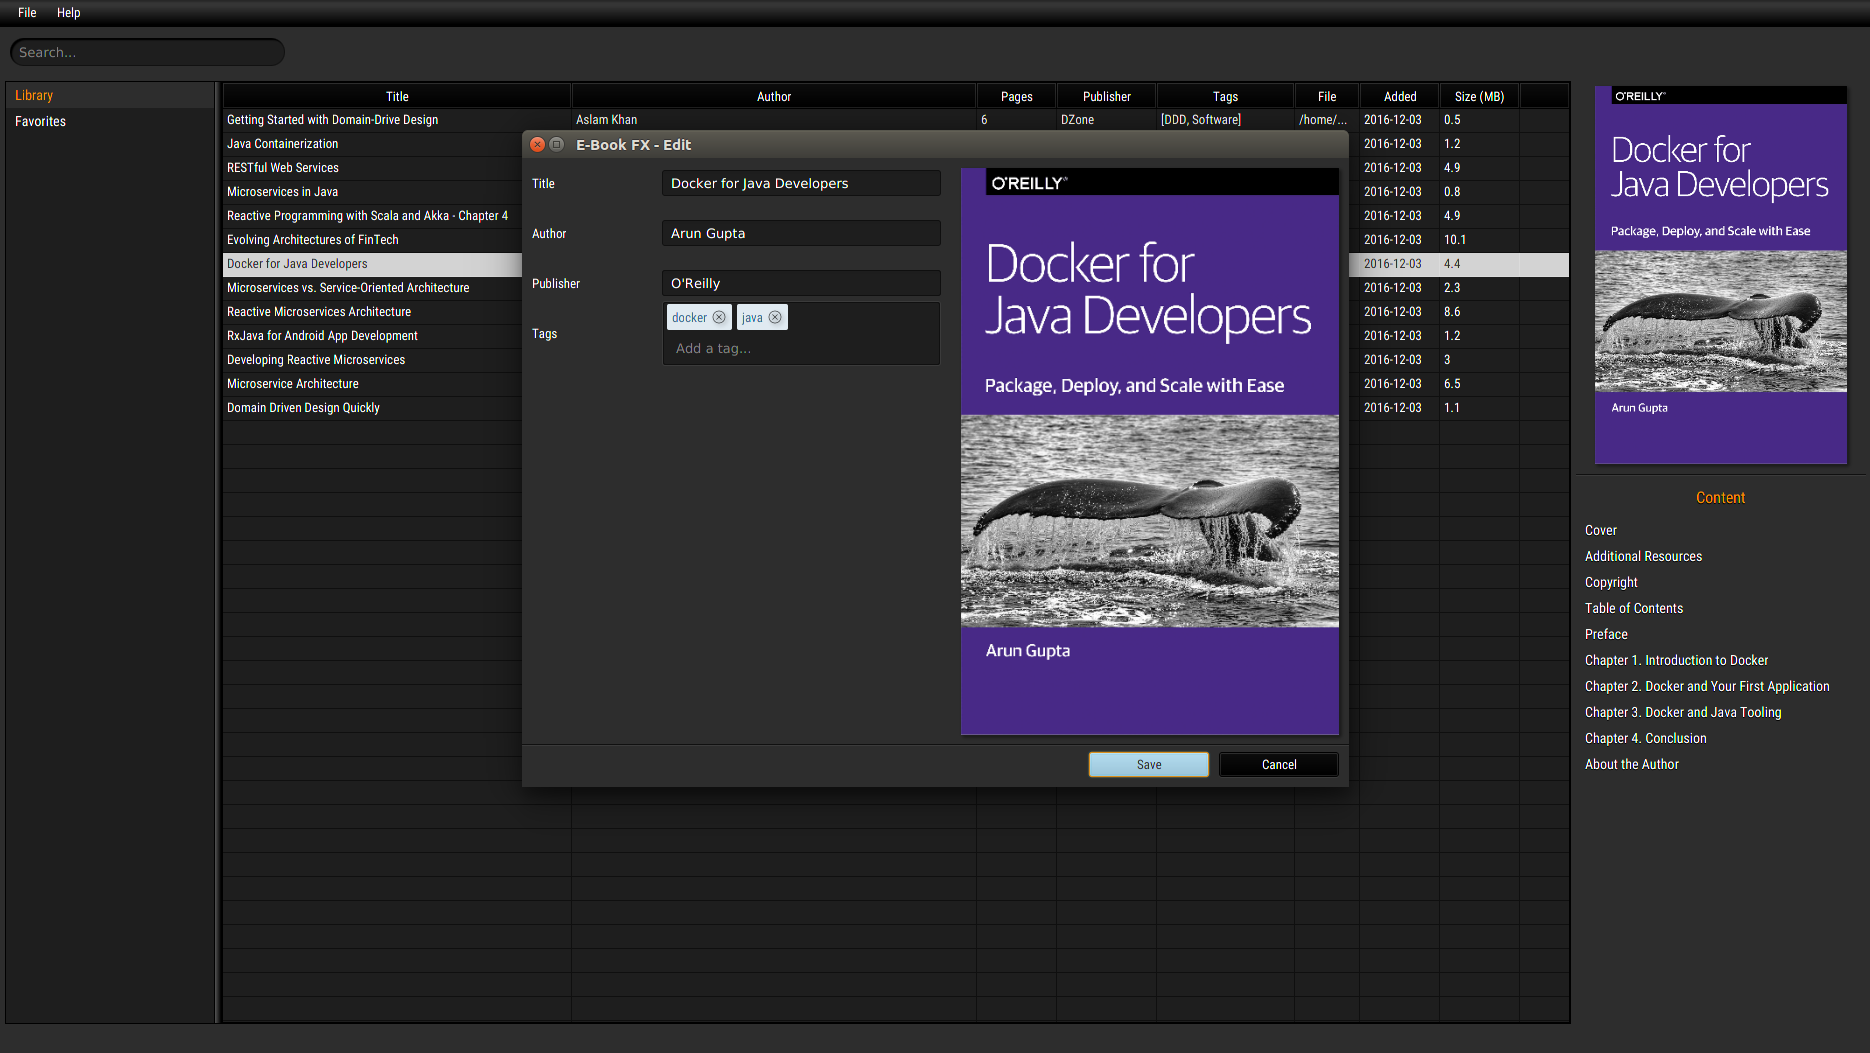 File Help
Search...
Library
Favorites
Title Author Pages Publisher Tags File Added Size (MB)
Getting Started with Domain-Drive Design Aslam Khan 6 DZone [DDD, Software] /home/... 2016-12-03 0.5
Java Containerization 2016-12-03 1.2
RESTful Web Services 2016-12-03 4.9
Microservices in Java 2016-12-03 0.8
Reactive Programming with Scala and Akka - Chapter 4 2016-12-03 4.9
Evolving Architectures of FinTech 2016-12-03 10.1
Docker for Java Developers 2016-12-03 4.4
Microservices vs. Service-Oriented Architecture 2016-12-03 2.3
Reactive Microservices Architecture 2016-12-03 8.6
RxJava for Android App Development 2016-12-03 1.2
Developing Reactive Microservices 2016-12-03 3
Microservice Architecture 2016-12-03 6.5
Domain Driven Design Quickly 2016-12-03 1.1
E-Book FX - Edit
Title Docker for Java Developers
Author Arun Gupta
Publisher O'Reilly
Tags docker java
Add a tag...
O'REILLY®
Docker for
Java Developers
Package, Deploy, and Scale with Ease
Arun Gupta
Save Cancel
O'REILLY®
Docker for
Java Developers
Package, Deploy, and Scale with Ease
Arun Gupta
Content
Cover
Additional Resources
Copyright
Table of Contents
Preface
Chapter 1. Introduction to Docker
Chapter 2. Docker and Your First Application
Chapter 3. Docker and Java Tooling
Chapter 4. Conclusion
About the Author